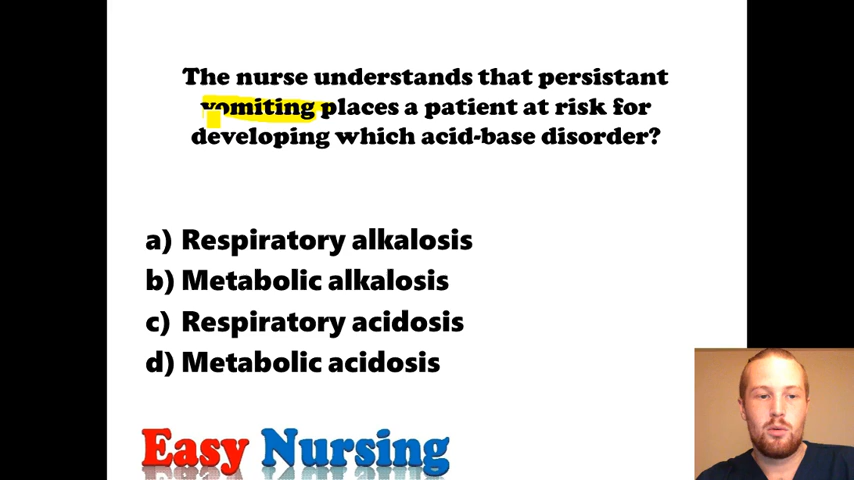 The nurse understands that persistant
vomiting places a patient at risk for
developing which acid-base disorder?
a) Respiratory alkalosis
b) Metabolic alkalosis
c) Respiratory acidosis
d) Metabolic acidosis
Easy Nursing